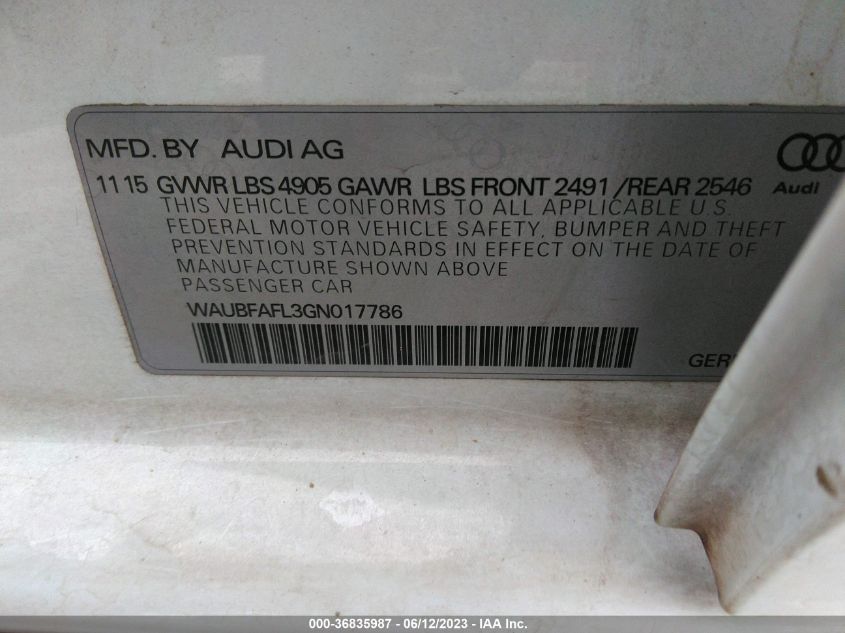 MFD. BY AUDI AG
11 15 GVWR LBS 4905 GAWR LBS FRONT 2491 /REAR 2546
Audi
THIS VEHICLE CONFORMS TO ALL APPLICABLE U.S.
FEDERAL MOTOR VEHICLE SAFETY, BUMPER AND THEFT
PREVENTION STANDARDS IN EFFECT ON THE DATE OF
MANUFACTURE SHOWN ABOVE
PASSENGER CAR
WAUBFAFL3GN017786
000-36835987 - 06/12/2023 - IAA Inc.